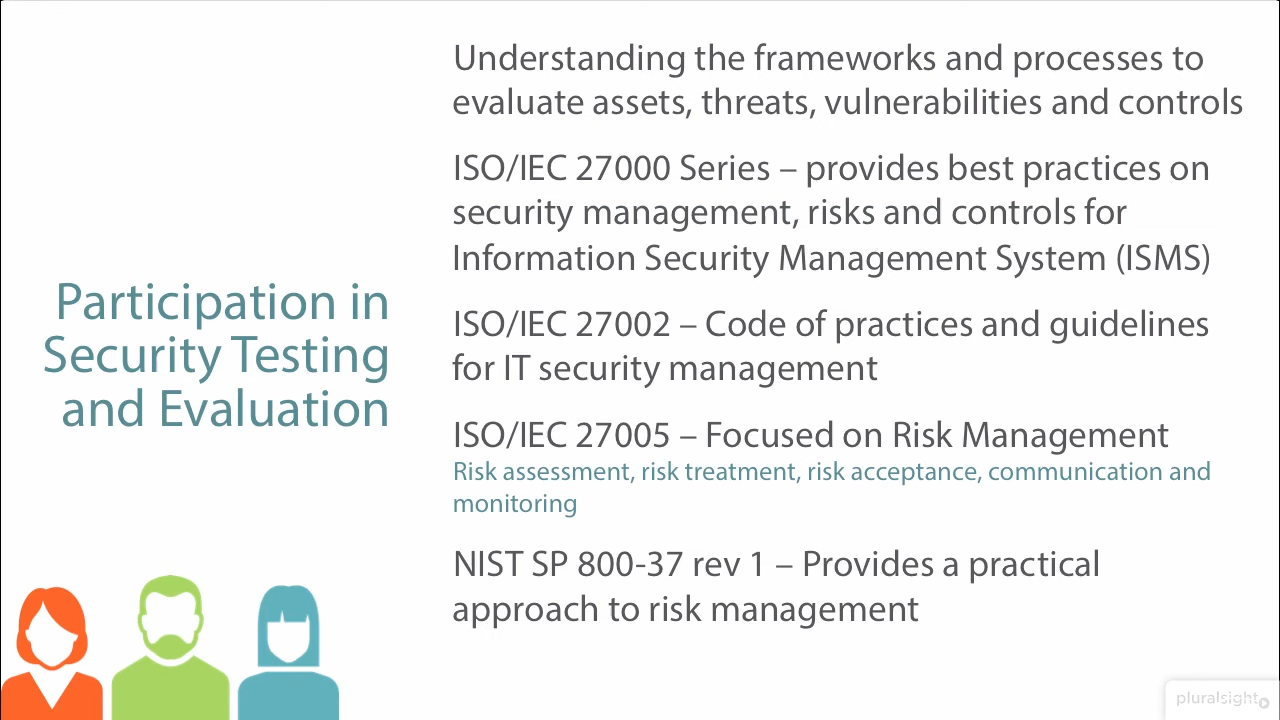 Participation in
Security Testing
and Evaluation
Understanding the frameworks and processes to
evaluate assets, threats, vulnerabilities and controls
ISO/IEC 27000 Series – provides best practices on
security management, risks and controls for
Information Security Management System (ISMS)
ISO/IEC 27002 – Code of practices and guidelines
for IT security management
ISO/IEC 27005 – Focused on Risk Management
Risk assessment, risk treatment, risk acceptance, communication and
monitoring
NIST SP 800-37 rev 1 – Provides a practical
approach to risk management
pluralsight